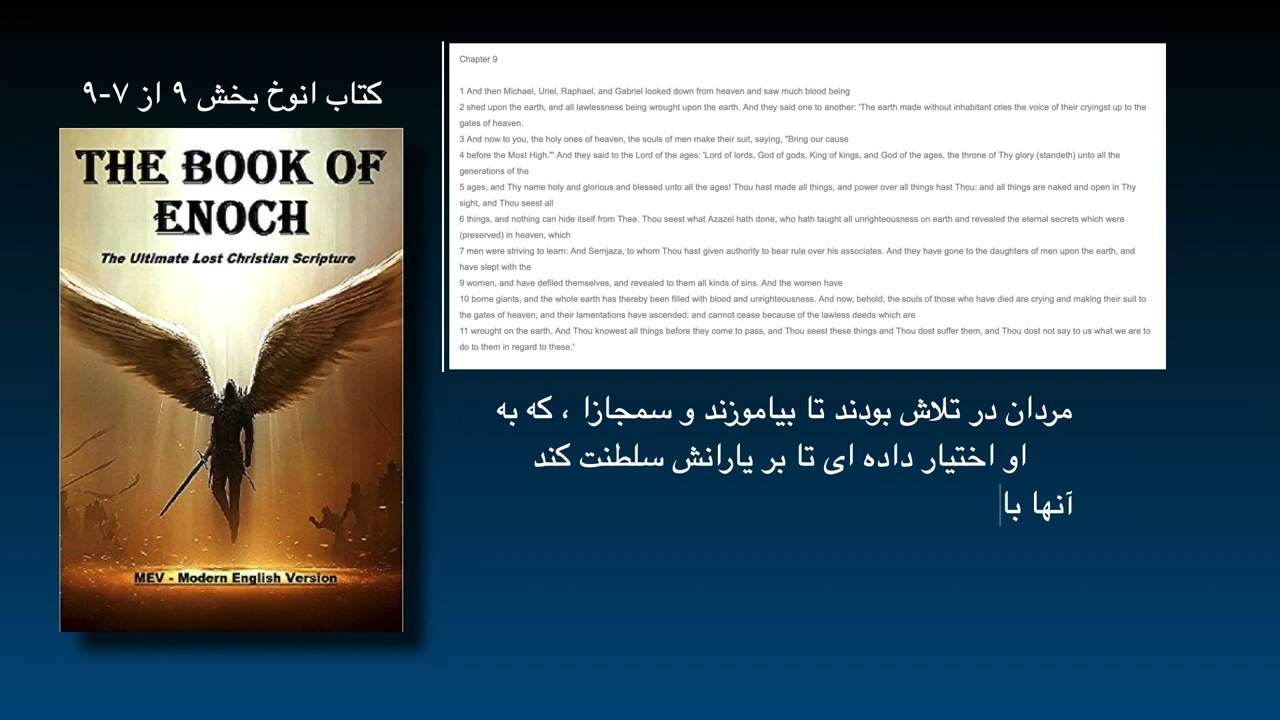 کتاب انوخ بخش ۹ از ۷-۹
THE BOOK OF
ENOCH
The Ultimate Lost Christian Scripture
MEV - Modern English Version
Chapter 9
1 And then Michael, Uriel, Raphael, and Gabriel looked down from heaven and saw much blood being
2 shed upon the earth, and all lawlessness being wrought upon the earth. And they said one to another: 'The earth made without inhabitant cries the voice of their cryingst up to the
gates of heaven.
3 And now to you, the holy ones of heaven, the souls of men make their suit, saying, "Bring our cause
4 before the Most High."' And they said to the Lord of the ages: 'Lord of lords, God of gods, King of kings, and God of the ages, the throne of Thy glory (standeth) unto all the
generations of the
5 ages, and Thy name holy and glorious and blessed unto all the ages! Thou hast made all things, and power over all things hast Thou: and all things are naked and open in Thy
sight, and Thou seest all
6 things, and nothing can hide itself from Thee. Thou seest what Azazel hath done, who hath taught all unrighteousness on earth and revealed the eternal secrets which were
(preserved) in heaven, which
7 men were striving to learn: And Semjaza, to whom Thou hast given authority to bear rule over his associates. And they have gone to the daughters of men upon the earth, and
have slept with the
9 women, and have defiled themselves, and revealed to them all kinds of sins. And the women have
10 borne giants, and the whole earth has thereby been filled with blood and unrighteousness. And now, behold, the souls of those who have died are crying and making their suit to
the gates of heaven, and their lamentations have ascended: and cannot cease because of the lawless deeds which are
11 wrought on the earth. And Thou knowest all things before they come to pass, and Thou seest these things and Thou dost suffer them, and Thou dost not say to us what we are to
do to them in regard to these.'
مردان در تلاش بودند تا بیاموزند و سمجازا ، که به
او اختیار داده ای تا بر یارانش سلطنت کند
آنها با